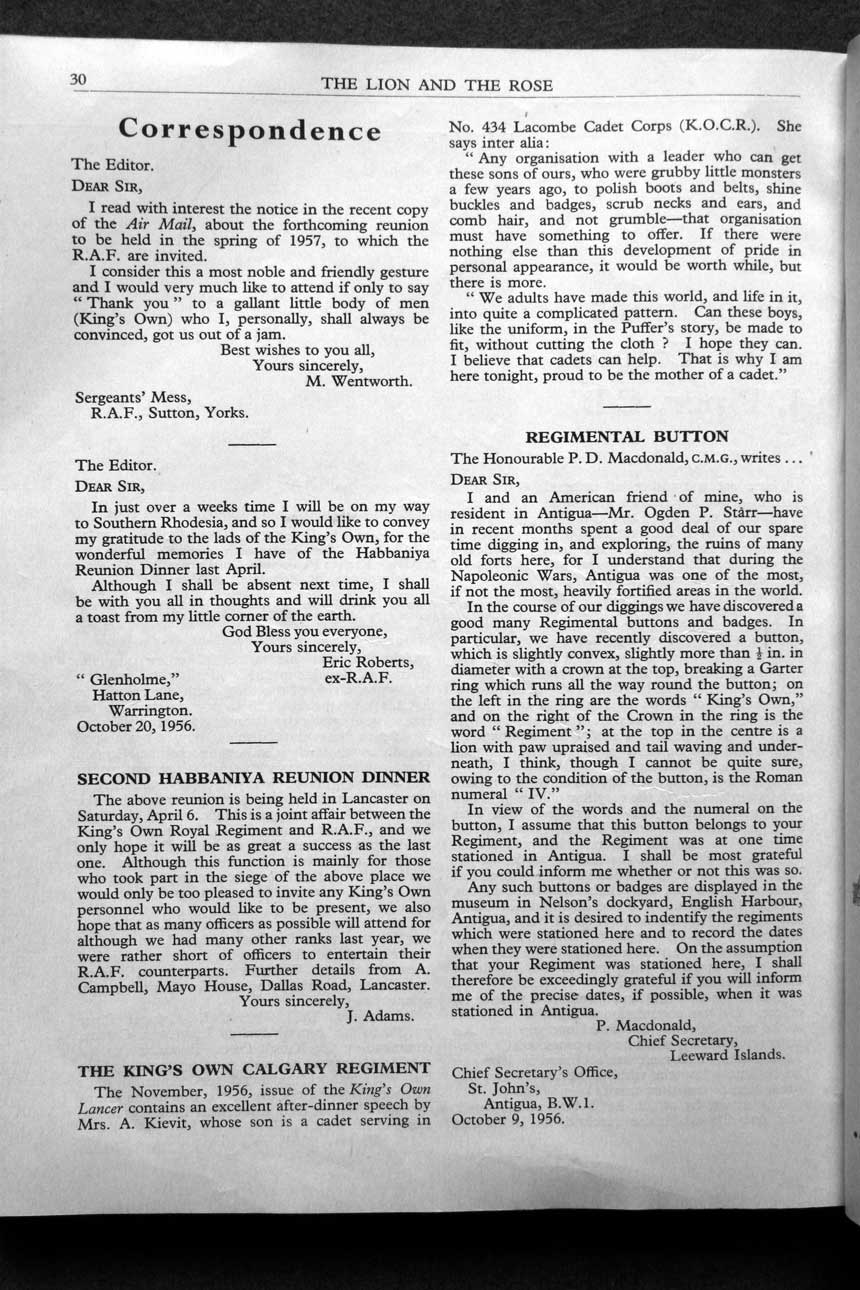 30
THE LION AND THE ROSE
Correspondence
The Editor.
DEAR SIR,
I read with interest the notice in the recent copy
of the Air Mail, about the forthcoming reunion
to be held in the spring of 1957, to which the
R.A.F. are invited.
I consider this a most noble and friendly gesture
and I would very much like to attend if only to say
“ Thank you ” to a gallant little body of men
(King's Own) who I, personally, shall always be
convinced, got us out of a jam.
Best wishes to you all,
Yours sincerely,
M. Wentworth.
Sergeants' Mess,
R.A.F., Sutton, Yorks.
The Editor.
DEAR SIR,
In just over a weeks time I will be on my way
to Southern Rhodesia, and so I would like to convey
my gratitude to the lads of the King's Own, for the
wonderful memories I have of the Habbaniya
Reunion Dinner last April.
Although I shall be absent next time, I shall
be with you all in thoughts and will drink you all
a toast from my little corner of the earth.
God Bless you everyone,
Yours sincerely,
Eric Roberts,
ex-R.A.F.
“ Glenholme,”
Hatton Lane,
Warrington.
October 20, 1956.
SECOND HABBANIYA REUNION DINNER
The above reunion is being held in Lancaster on
Saturday, April 6. This is a joint affair between the
King's Own Royal Regiment and R.A.F., and we
only hope it will be as great a success as the last
one. Although this function is mainly for those
who took part in the siege of the above place we
would only be too pleased to invite any King's Own
personnel who would like to be present, we also
hope that as many officers as possible will attend for
although we had many other ranks last year, we
were rather short of officers to entertain their
R.A.F. counterparts. Further details from A.
Campbell, Mayo House, Dallas Road, Lancaster.
Yours sincerely,
J. Adams.
THE KING'S OWN CALGARY REGIMENT
The November, 1956, issue of the King's Own
Lancer contains an excellent after-dinner speech by
Mrs. A. Kievit, whose son is a cadet serving in
No. 434 Lacombe Cadet Corps (K.O.C.R.). She
says inter alia:
“ Any organisation with a leader who can get
these sons of ours, who were grubby little monsters
a few years ago, to polish boots and belts, shine
buckles and badges, scrub necks and ears, and
comb hair, and not grumble—that organisation
must have something to offer. If there were
nothing else than this development of pride in
personal appearance, it would be worth while, but
there is more.
“ We adults have made this world, and life in it,
into quite a complicated pattern. Can these boys,
like the uniform, in the Puffer's story, be made to
fit, without cutting the cloth ? I hope they can.
I believe that cadets can help. That is why I am
here tonight, proud to be the mother of a cadet.”
REGIMENTAL BUTTON
The Honourable P. D. Macdonald, C.M.G., writes ...
DEAR SIR,
I and an American friend of mine, who is
resident in Antigua—Mr. Ogden P. Starr—have
in recent months spent a good deal of our spare
time digging in, and exploring, the ruins of many
old forts here, for I understand that during the
Napoleonic Wars, Antigua was one of the most,
if not the most, heavily fortified areas in the world.
In the course of our diggings we have discovered a
good many Regimental buttons and badges. In
particular, we have recently discovered a button,
which is slightly convex, slightly more than ½ in. in
diameter with a crown at the top, breaking a Garter
ring which runs all the way round the button; on
the left in the ring are the words “ King's Own,”
and on the right of the Crown in the ring is the
word “ Regiment ”; at the top in the centre is a
lion with paw upraised and tail waving and under-
neath, I think, though I cannot be quite sure,
owing to the condition of the button, is the Roman
numeral “ IV.”
In view of the words and the numeral on the
button, I assume that this button belongs to your
Regiment, and the Regiment was at one time
stationed in Antigua. I shall be most grateful
if you could inform me whether or not this was so.
Any such buttons or badges are displayed in the
museum in Nelson's dockyard, English Harbour,
Antigua, and it is desired to indentify the regiments
which were stationed here and to record the dates
when they were stationed here. On the assumption
that your Regiment was stationed here, I shall
therefore be exceedingly grateful if you will inform
me of the precise dates, if possible, when it was
stationed in Antigua.
P. Macdonald,
Chief Secretary,
Leeward Islands.
Chief Secretary's Office,
St. John's,
Antigua, B.W.1.
October 9, 1956.